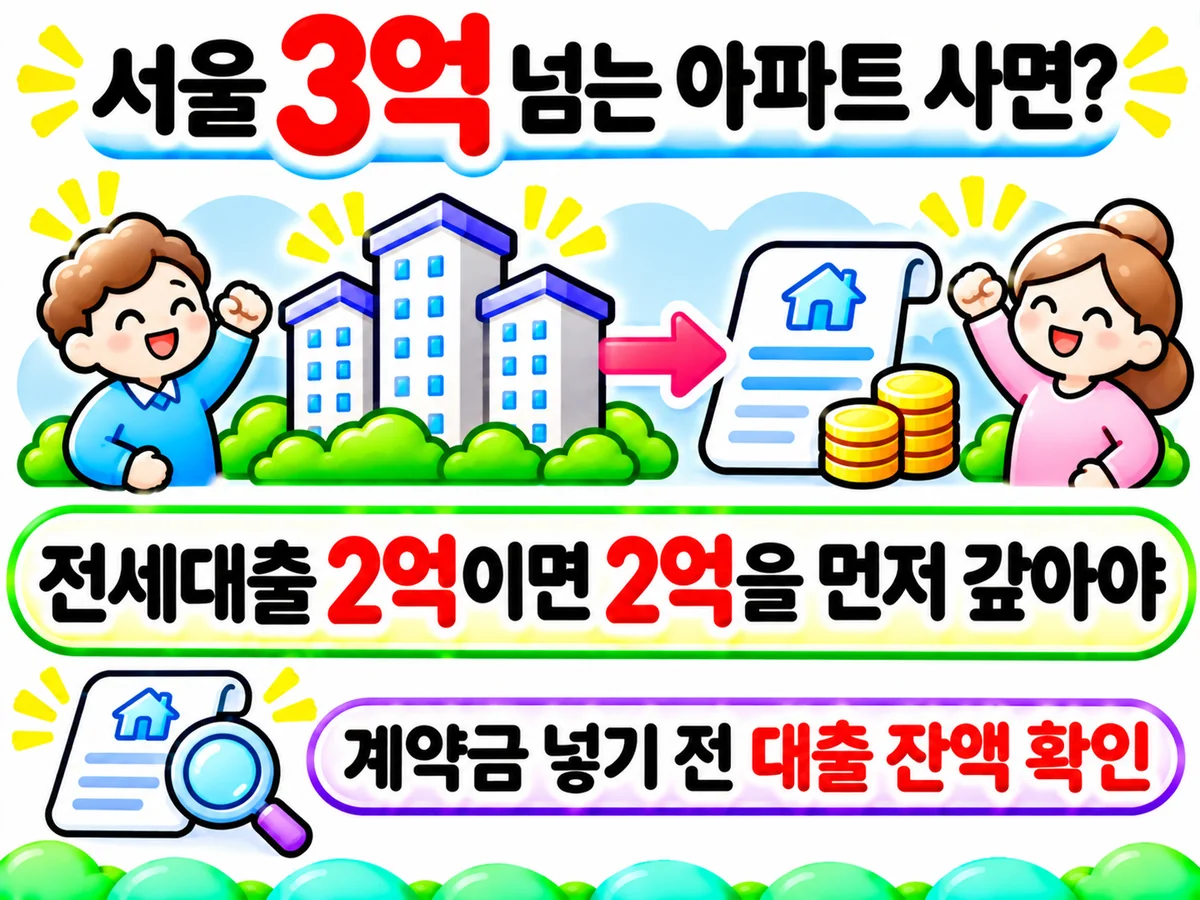 서울 3억 넘는 아파트 사면?
전세대출 2억이면 2억을 먼저 갚아야
계약금 넣기 전 대출 잔액 확인